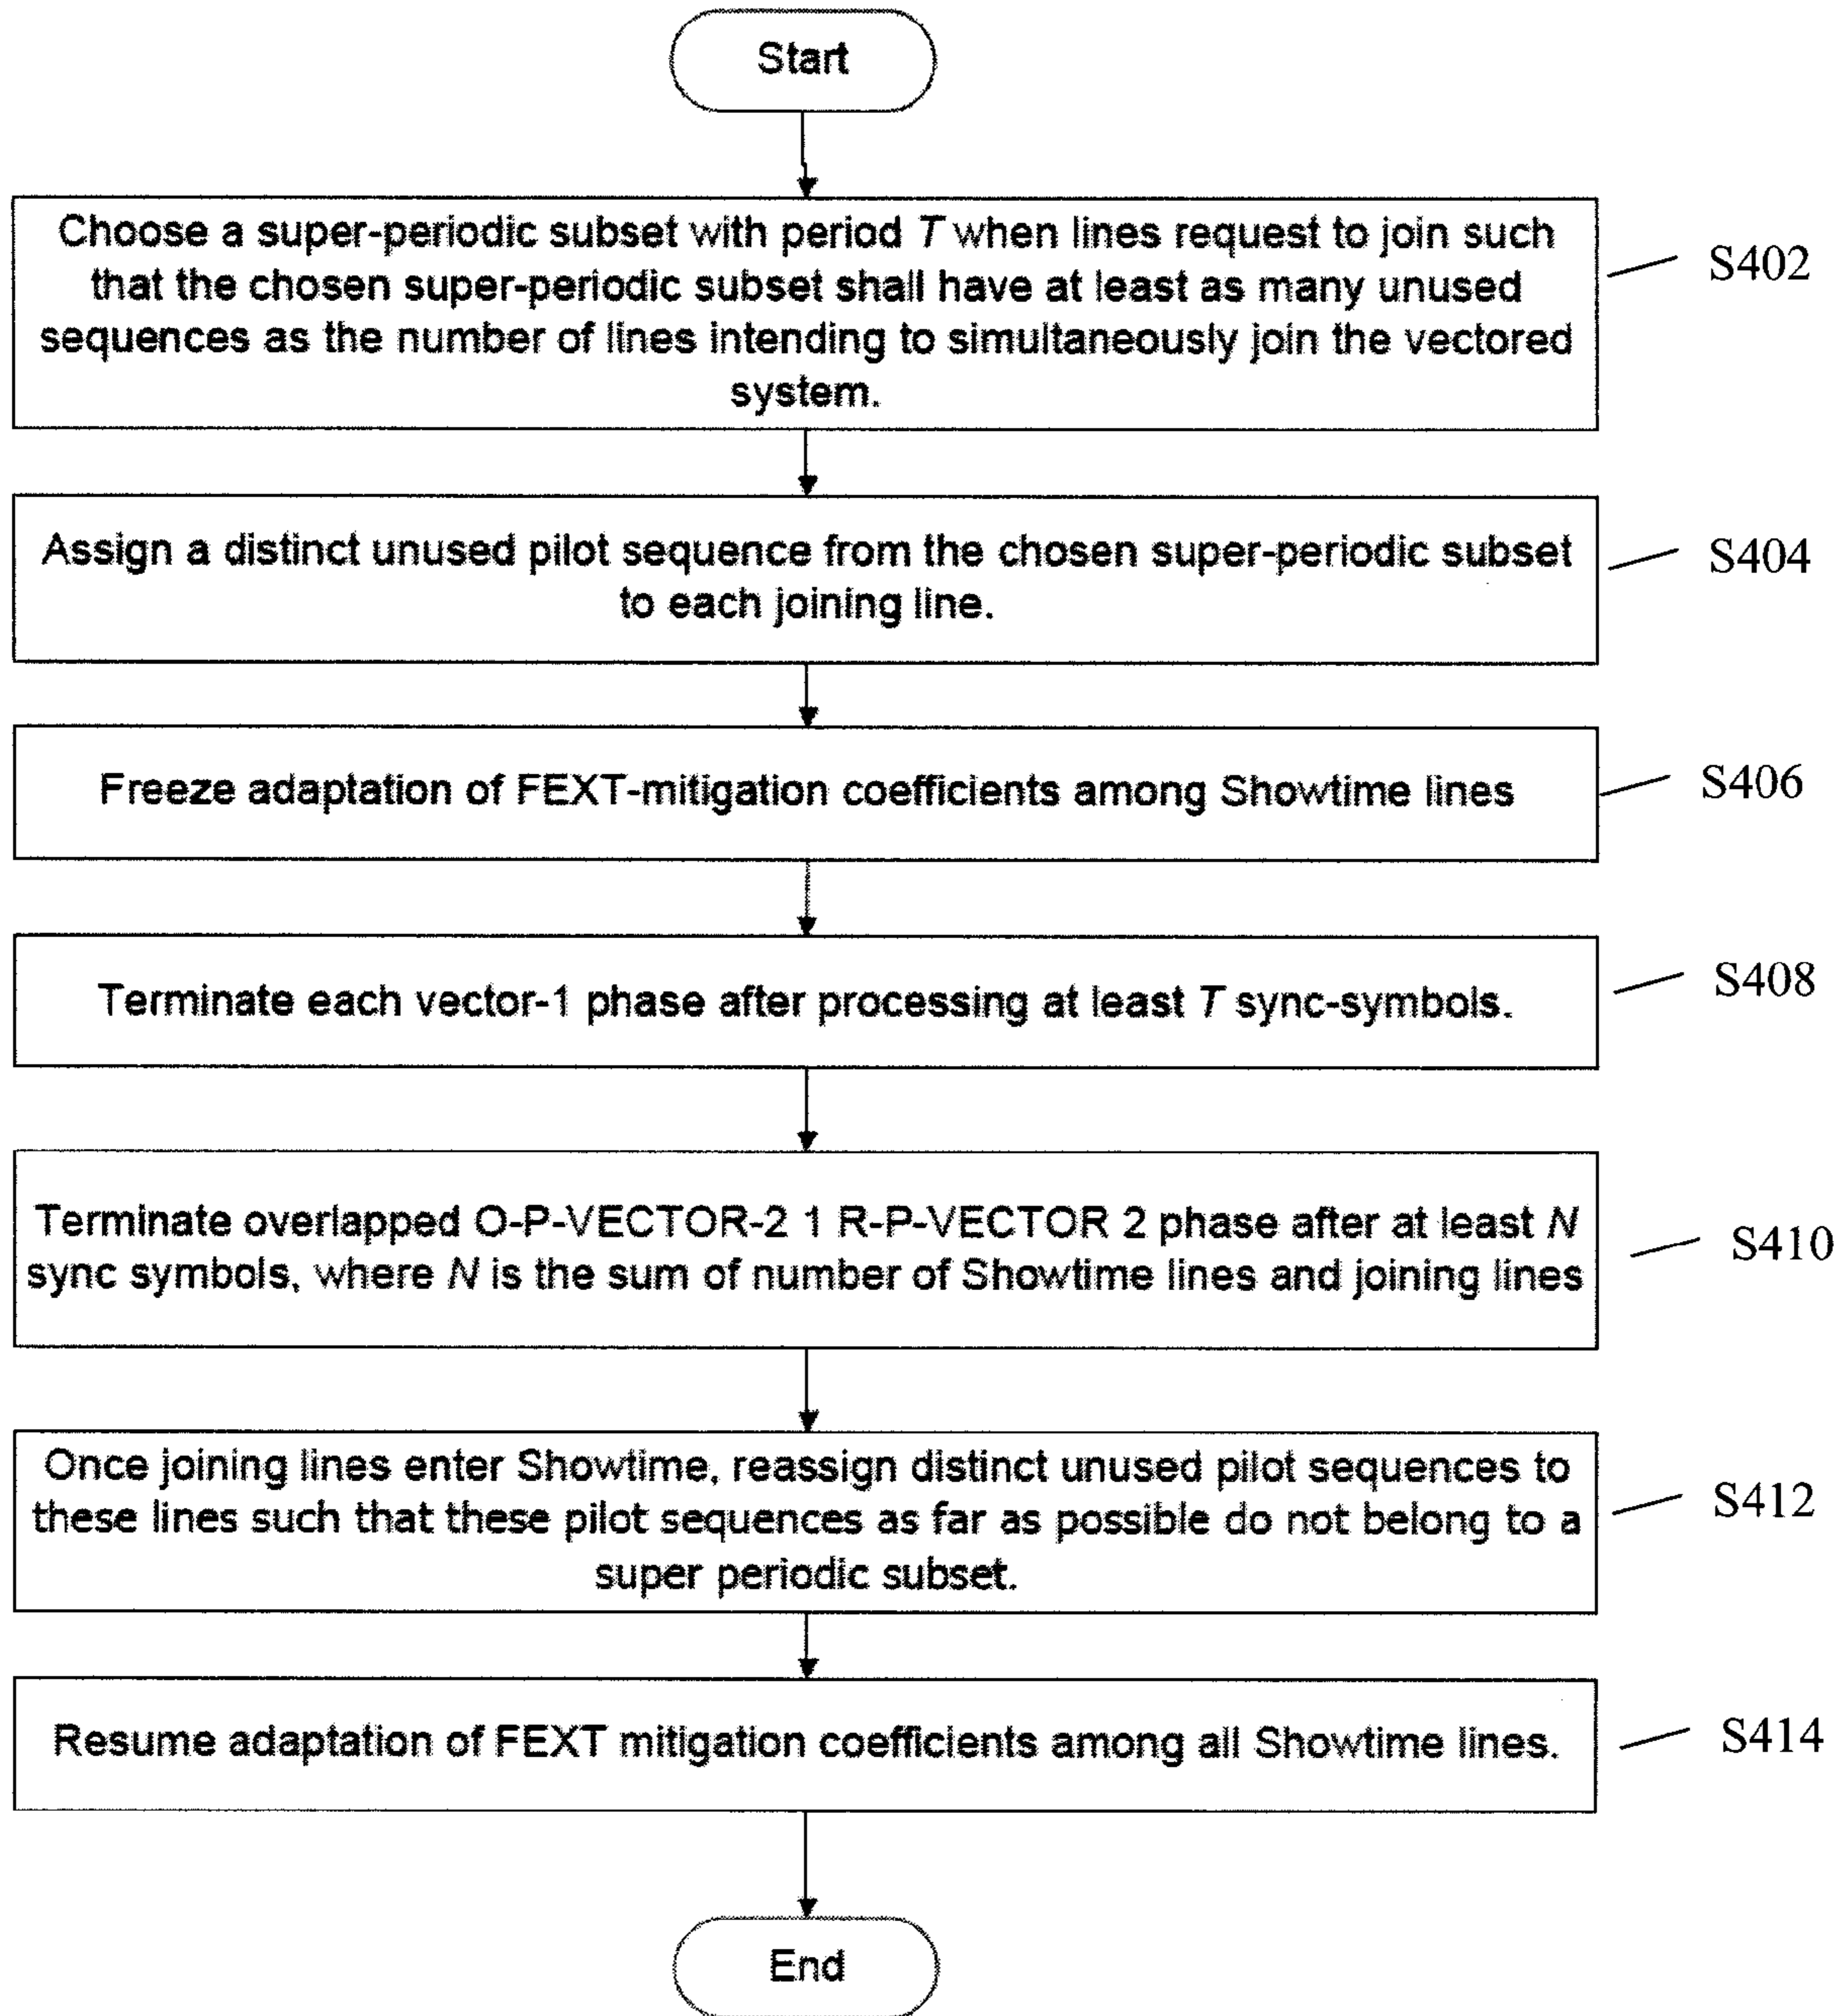 Start
Choose a super-periodic subset with period T when lines request to join such
that the chosen super-periodic subset shall have at least as many unused
sequences as the number of lines intending to simultaneously join the vectored
system.
S402
Assign a distinct unused pilot sequence from the chosen super-periodic subset
to each joining line.
S404
Freeze adaptation of FEXT-mitigation coefficients among Showtime lines
S406
Terminate each vector-1 phase after processing at least T sync-symbols.
S408
Terminate overlapped O-P-VECTOR-2 1 R-P-VECTOR 2 phase after at least N
sync symbols, where N is the sum of number of Showtime lines and joining lines
S410
Once joining lines enter Showtime, reassign distinct unused pilot sequences to
these lines such that these pilot sequences as far as possible do not belong to a
super periodic subset.
S412
Resume adaptation of FEXT mitigation coefficients among all Showtime lines.
S414
End